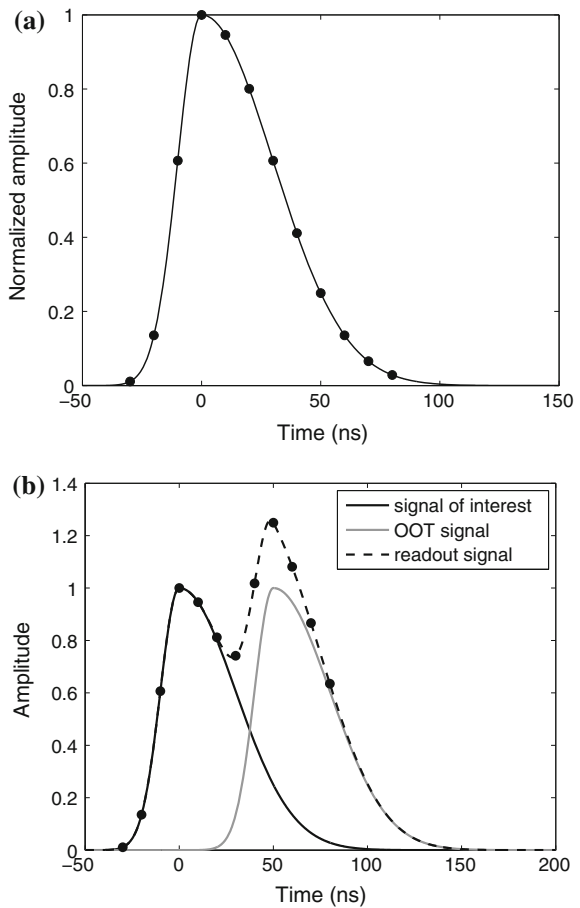 (a)
1
0.8
0.6
0.4
0.2
0
Normalized amplitude
−50 0 50 100 150
Time (ns)
(b)
1.4
1.2
1
0.8
0.6
0.4
0.2
0
Amplitude
signal of interest
OOT signal
readout signal
−50 0 50 100 150 200
Time (ns)